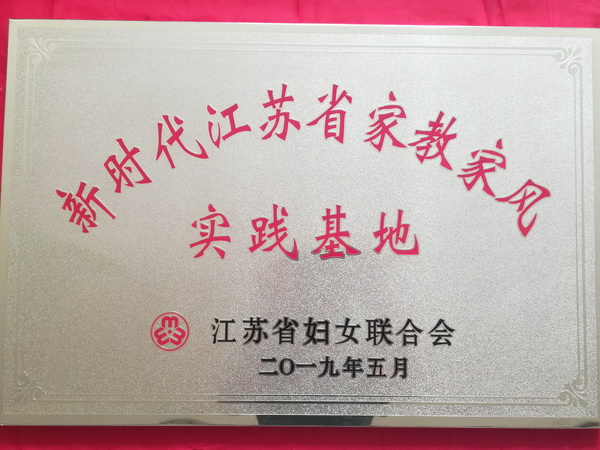 新时代江苏省家教家风
实践基地
江苏省妇女联合会
二〇一九年五月